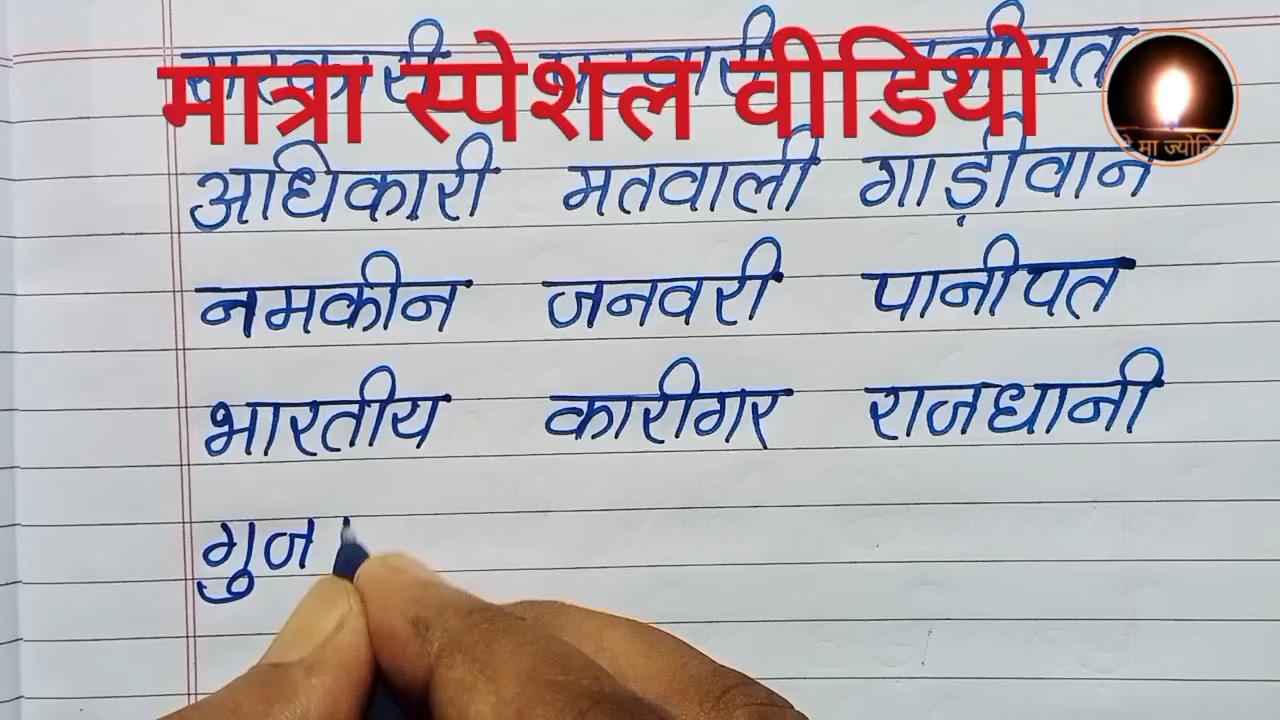 मात्रा स्पेशल वीडियो
मा ज्योति
अधिकारी मतवाली गाड़ीवान
नमकीन जनवरी पानीपत
भारतीय कारीगर राजधानी
गुज